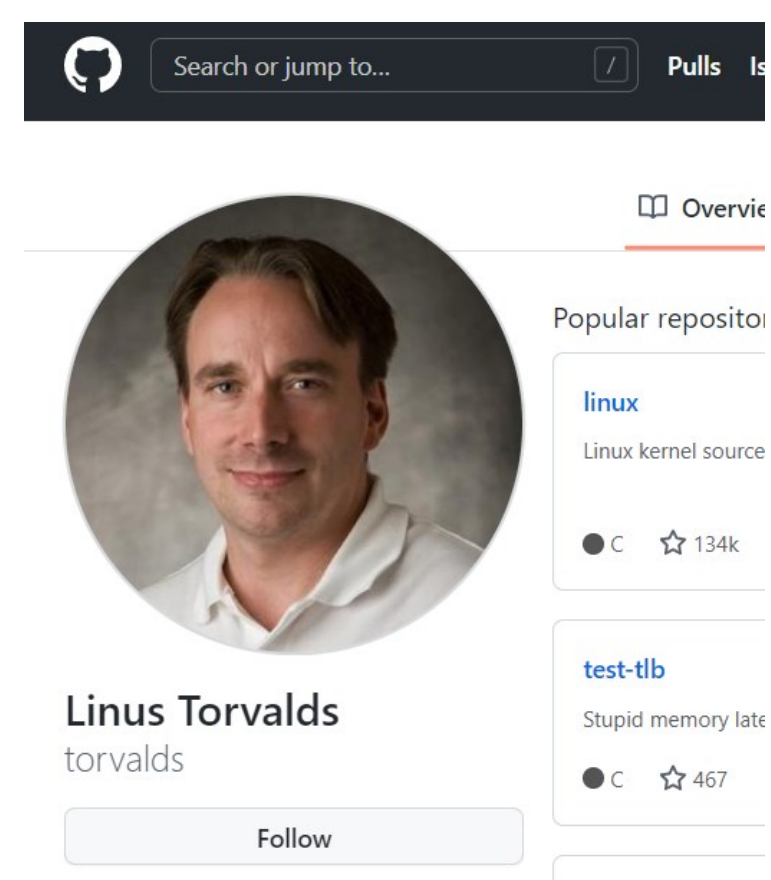 Search or jump to... /
Pulls Is
Overvie
Popular repositor
linux
Linux kernel source
C 134k
test-tlb
Stupid memory late
C 467
Linus Torvalds
torvalds
Follow